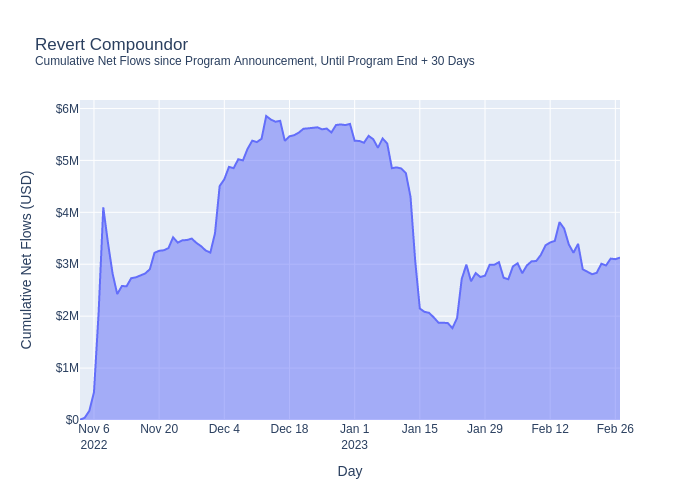 Revert Compoundor
Cumulative Net Flows since Program Announcement, Until Program End + 30 Days
Cumulative Net Flows (USD)
$6M
$5M
$4M
$3M
$2M
$1M
$0
Nov 6 Nov 20 Dec 4 Dec 18 Jan 1 Jan 15 Jan 29 Feb 12 Feb 26
2022 2023
Day